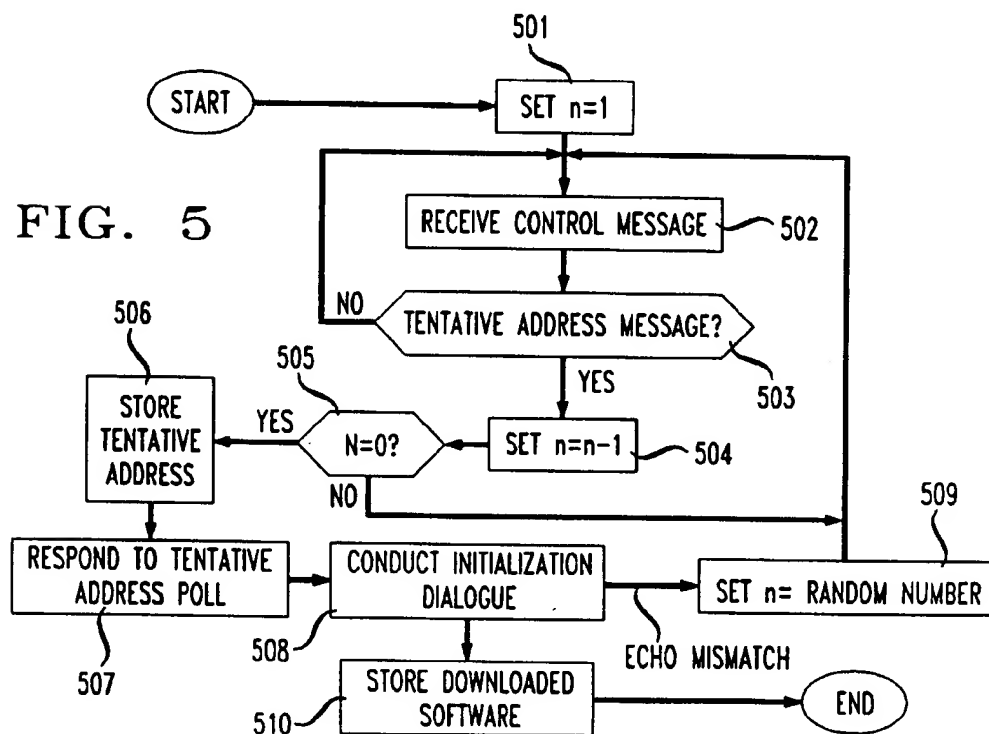 501
START
SET n=1
FIG. 5
RECEIVE CONTROL MESSAGE
502
NO
TENTATIVE ADDRESS MESSAGE?
503
506
505
YES
STORE
TENTATIVE
ADDRESS
YES
N=0?
SET n=n-1
504
NO
509
RESPOND TO TENTATIVE
ADDRESS POLL
CONDUCT INITIALIZATION
DIALOGUE
SET n= RANDOM NUMBER
507
508
ECHO MISMATCH
STORE DOWNLOADED
SOFTWARE
510
END